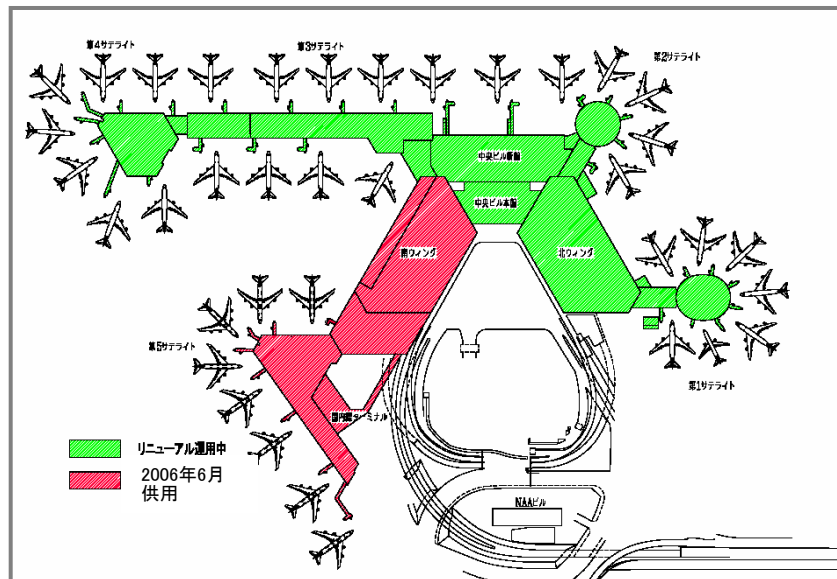 第4サテライト
第3サテライト
第2サテライト
中央ビル新館
中央ビル本館
南ウィング
北ウィング
第5サテライト
第1サテライト
国内線ターミナル
リニューアル運用中
2006年6月
供用
NAAビル